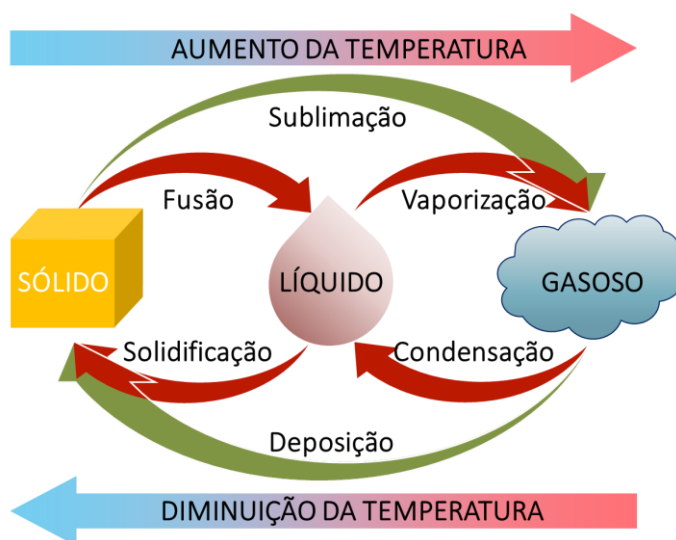 AUMENTO DA TEMPERATURA
Sublimação
Fusão
Vaporização
SÓLIDO
LÍQUIDO
GASOSO
Solidificação
Condensação
Deposição
DIMINUIÇÃO DA TEMPERATURA